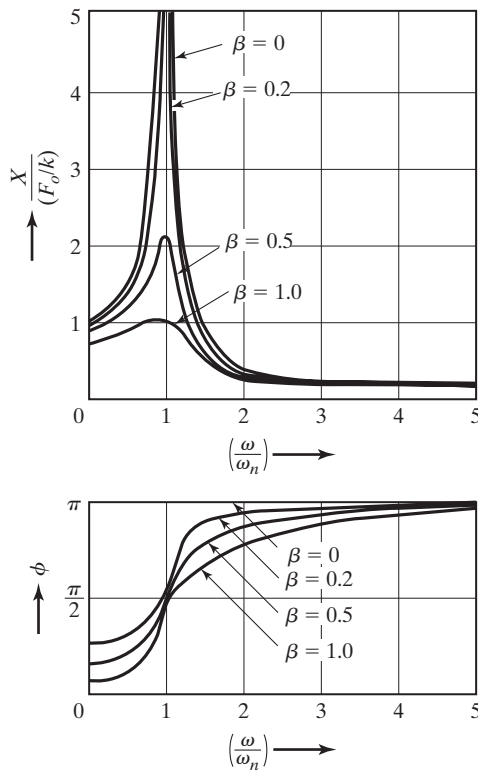 5
β = 0
4
β = 0.2
3
X
(F_o/k)
2
β = 0.5
β = 1.0
1
0
1
2
3
4
5
(ω/ω_n)
π
β = 0
β = 0.2
ϕ
π/2
β = 0.5
β = 1.0
0
1
2
3
4
5
(ω/ω_n)